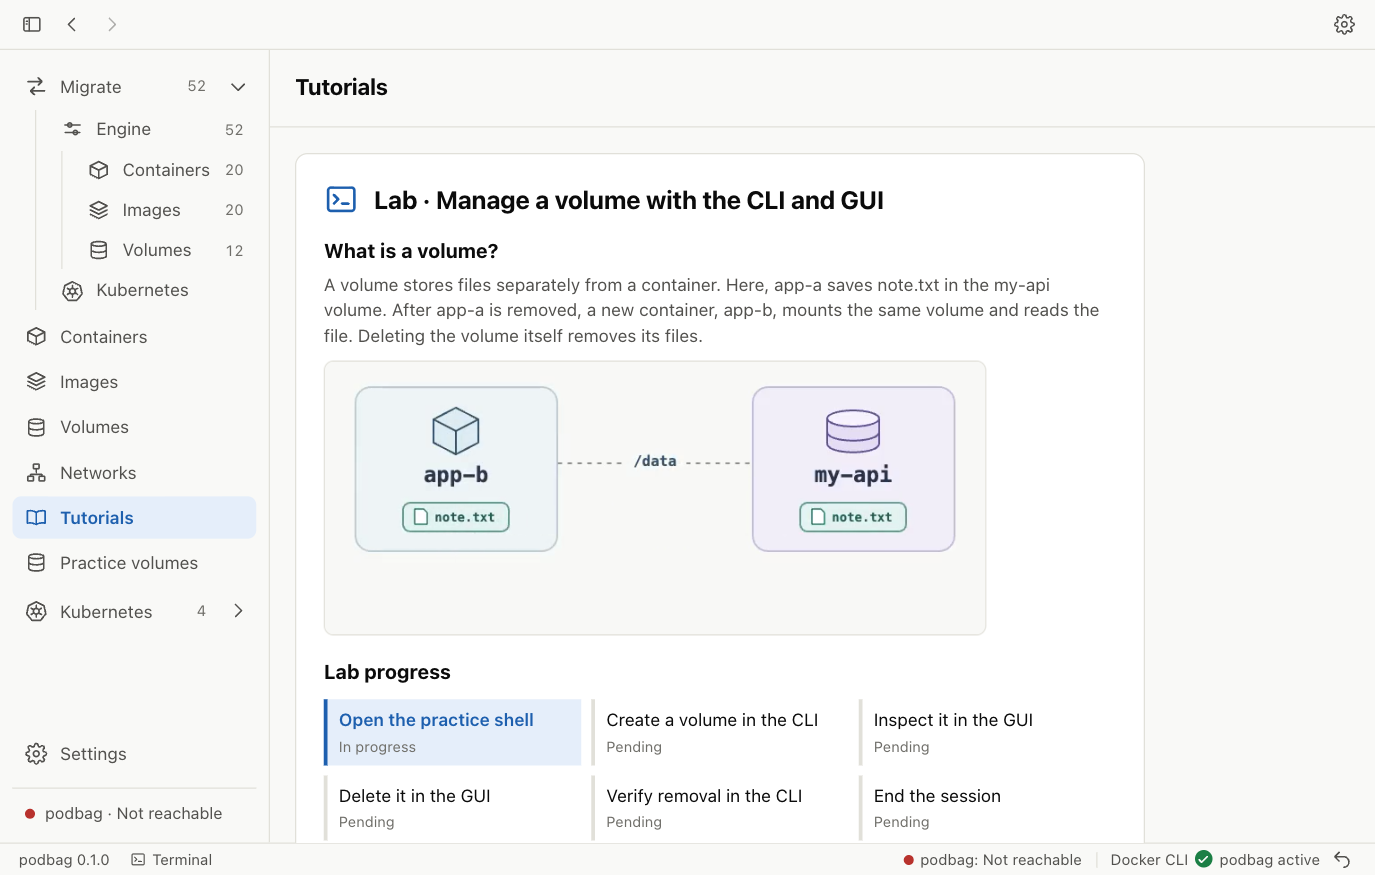 Migrate 52
Engine 52
Containers 20
Images 20
Volumes 12
Kubernetes
Containers
Images
Volumes
Networks
Tutorials
Practice volumes
Kubernetes 4
Settings
podbag · Not reachable
Tutorials
Lab · Manage a volume with the CLI and GUI
What is a volume?
A volume stores files separately from a container. Here, app-a saves note.txt in the my-api
volume. After app-a is removed, a new container, app-b, mounts the same volume and reads the
file. Deleting the volume itself removes its files.
app-b
note.txt
/data
my-api
note.txt
Lab progress
Open the practice shell
In progress
Create a volume in the CLI
Pending
Inspect it in the GUI
Pending
Delete it in the GUI
Pending
Verify removal in the CLI
Pending
End the session
Pending
podbag 0.1.0 Terminal
podbag: Not reachable Docker CLI podbag active